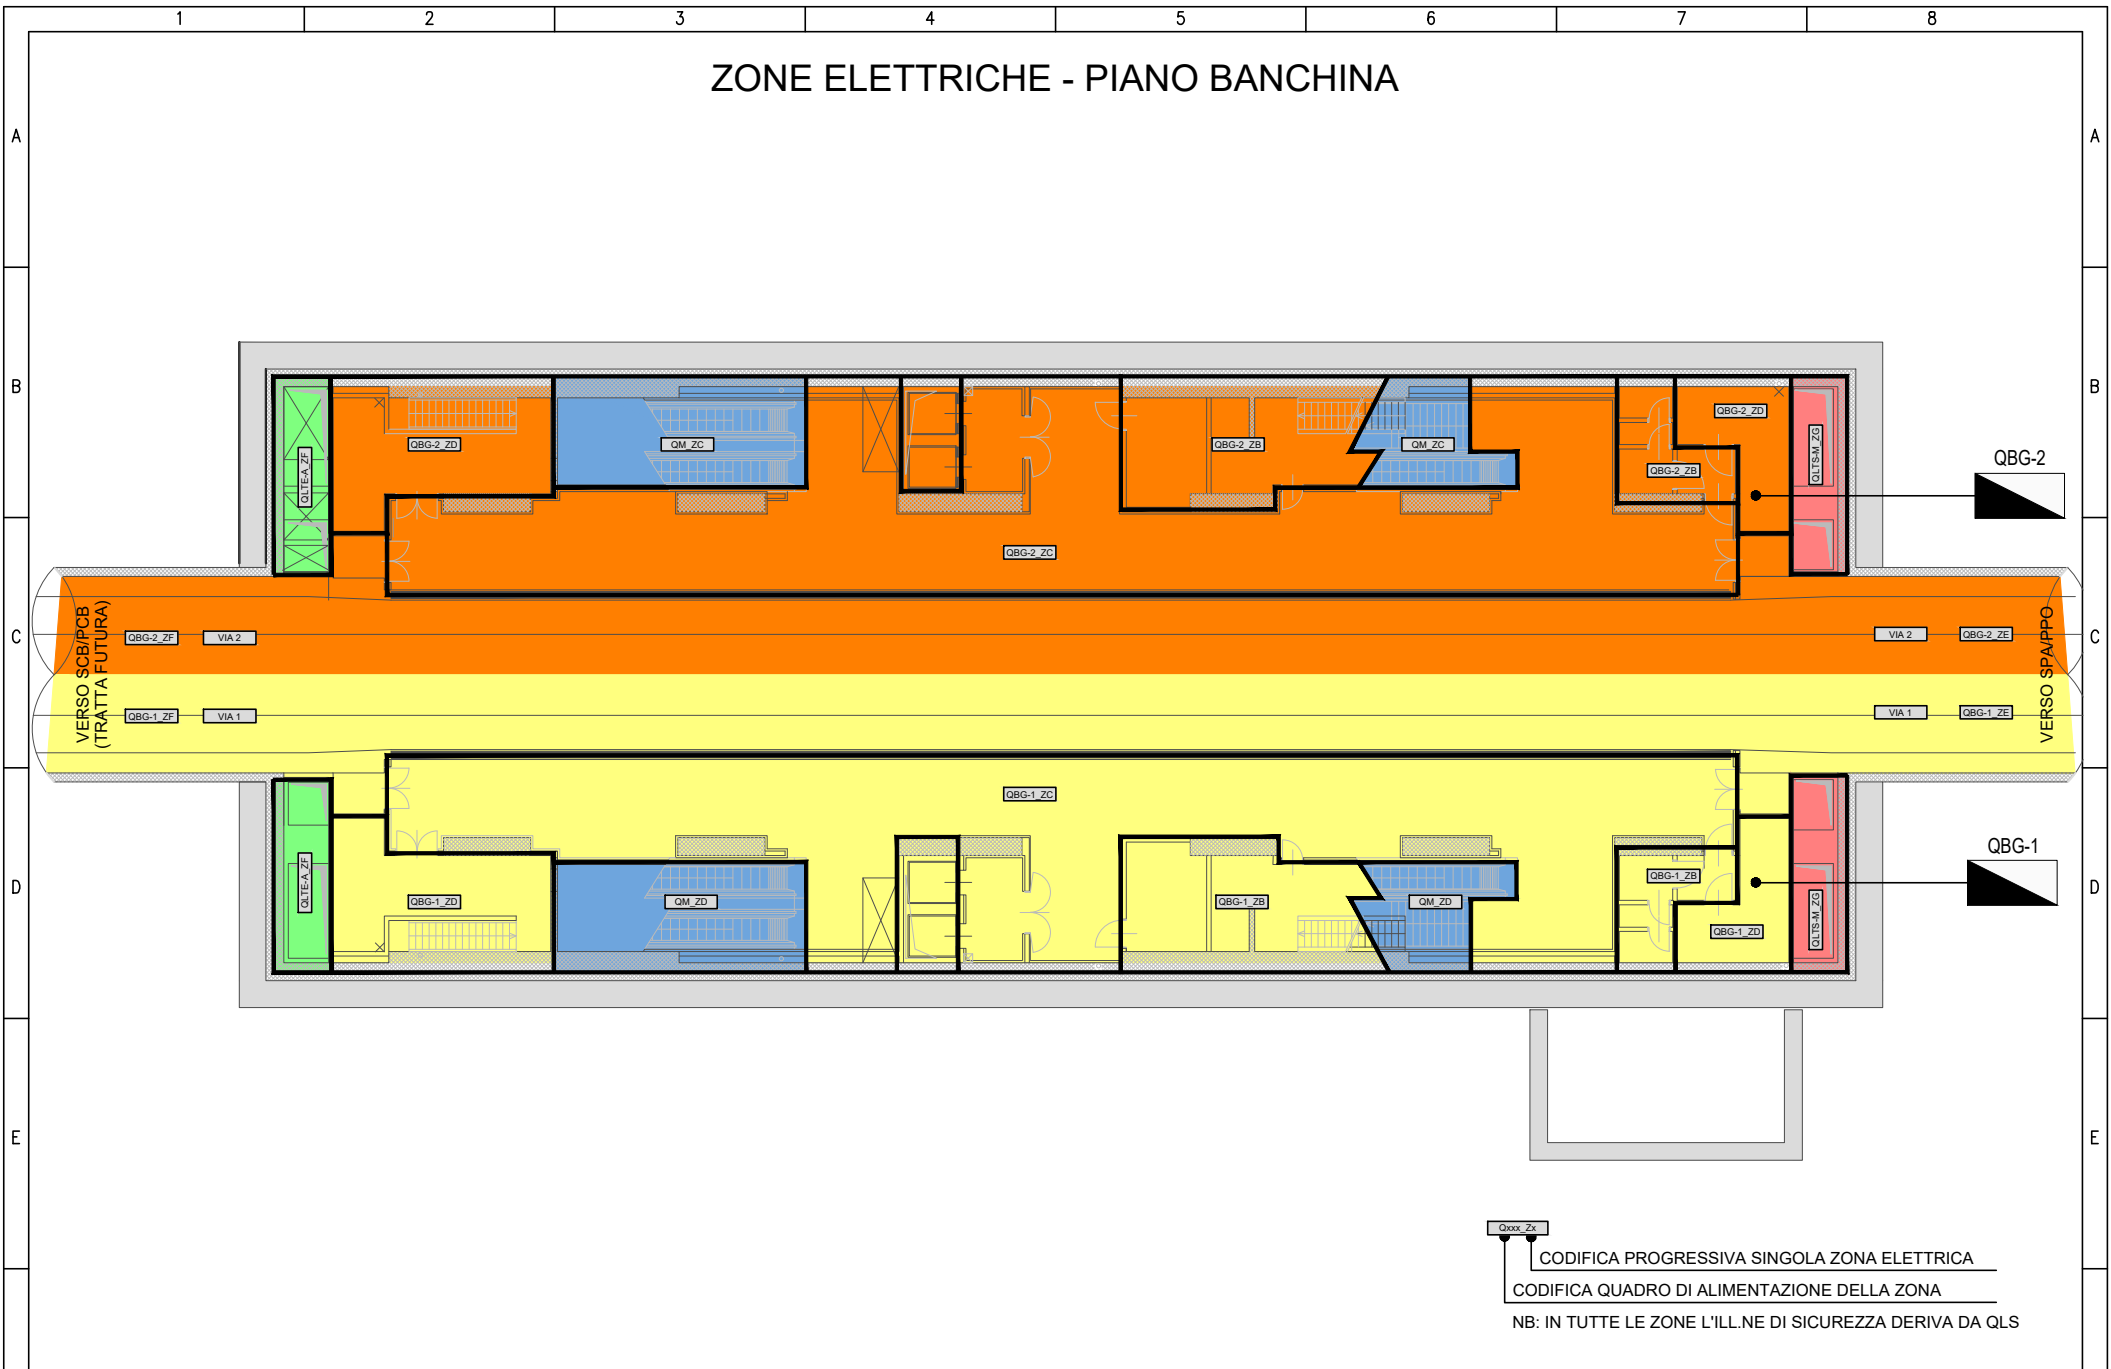 1 2 3 4 5 6 7 8
ZONE ELETTRICHE - PIANO BANCHINA
A A
B B
QBG-2_ZD
QM_ZC
QBG-2_ZB
QM_ZC
QBG-2_ZD
QBG-2_ZB
QLTE-A_ZF
QLTS-M_ZG
QBG-2
QBG-2_ZC
C C
VERSO SCB/PCB
(TRATTA FUTURA)
QBG-2_ZF VIA 2
VIA 2 QBG-2_ZE
QBG-1_ZF VIA 1
VIA 1 QBG-1_ZE
VERSO SPA/PPO
QBG-1_ZC
QBG-1
D D
QLTE-A_ZF
QBG-1_ZD
QM_ZD
QBG-1_ZB
QM_ZD
QBG-1_ZB
QBG-1_ZD
QLTS-M_ZG
E E
Qxxx_Zx
CODIFICA PROGRESSIVA SINGOLA ZONA ELETTRICA
CODIFICA QUADRO DI ALIMENTAZIONE DELLA ZONA
NB: IN TUTTE LE ZONE L'ILL.NE DI SICUREZZA DERIVA DA QLS